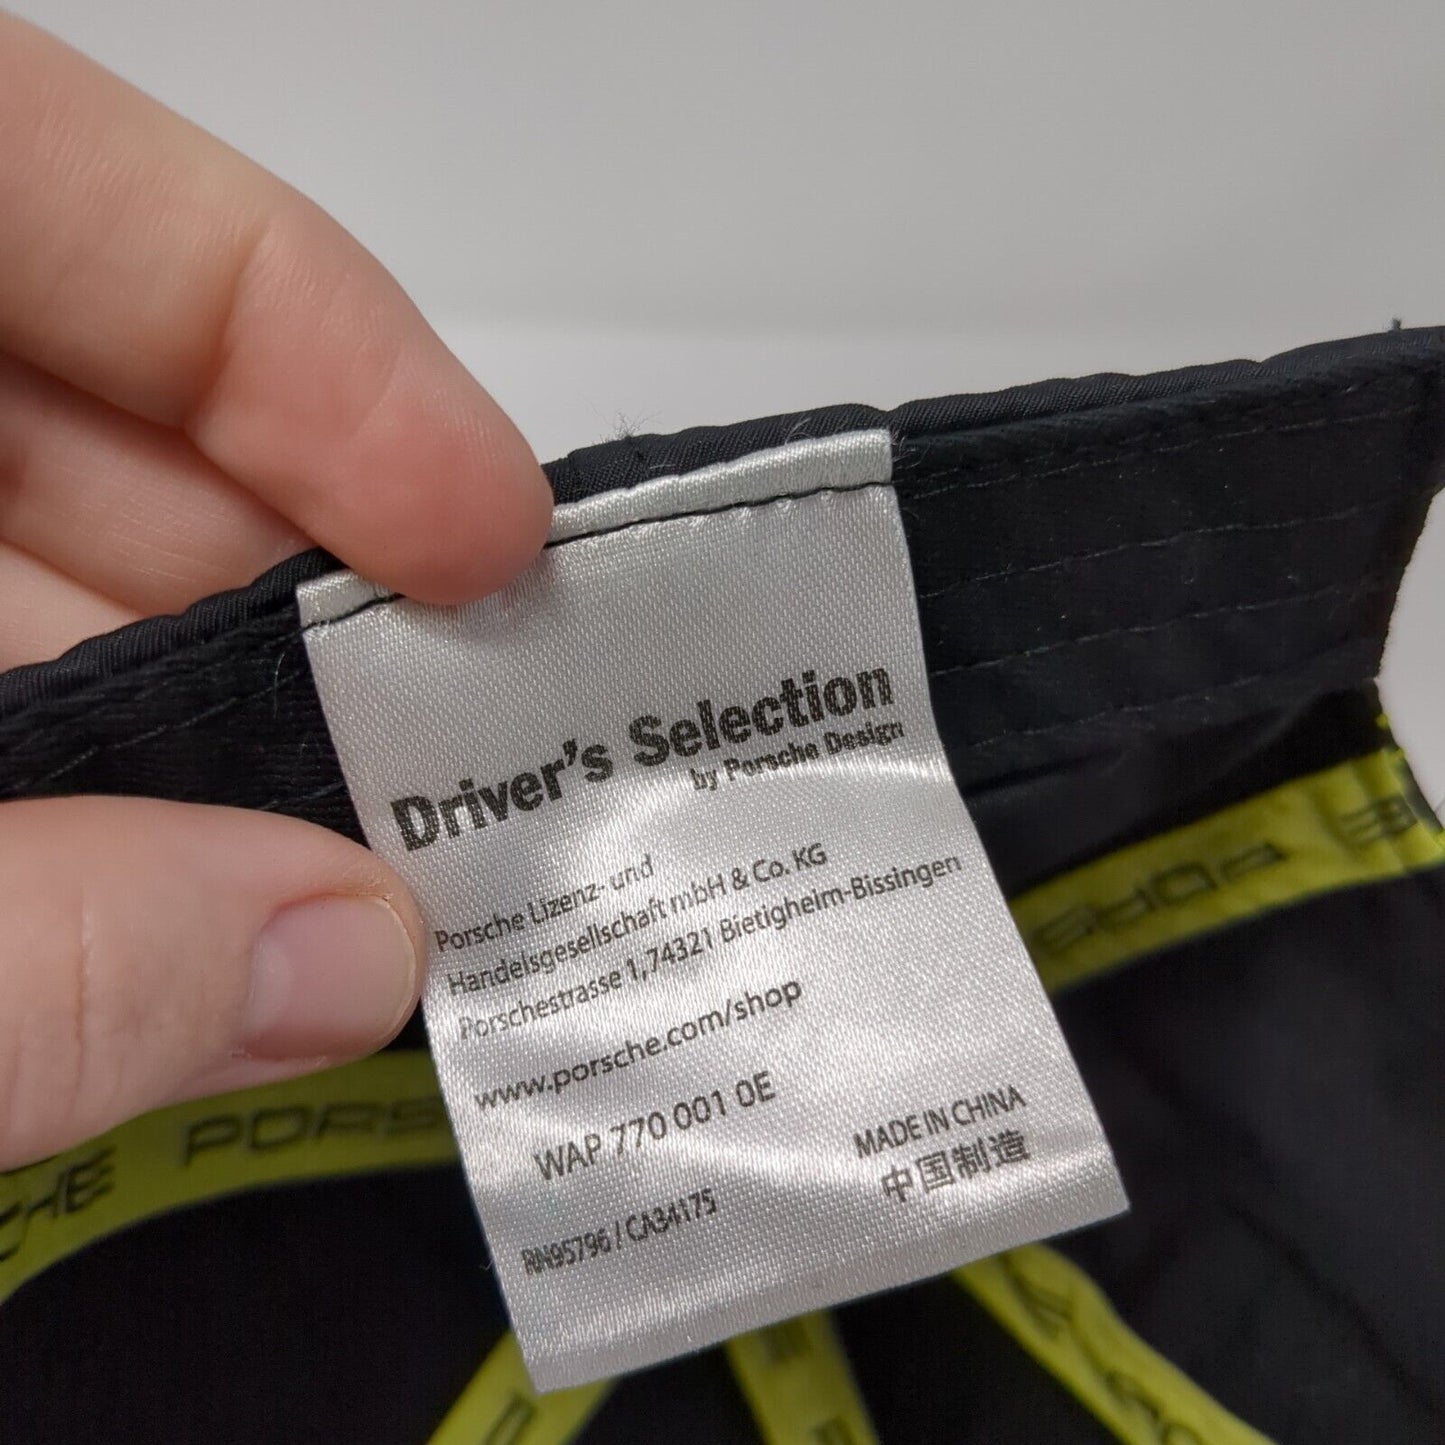 Driver's Selection
by Porsche Design
Porsche Lizenz- und
Handelsgesellschaft mbH & Co. KG
Porschestrasse 1, 74321 Bietigheim-Bissingen
www.porsche.com/shop
WAP 770 001 0E
MADE IN CHINA
中国制造
RN95796 / CA34175
PORS